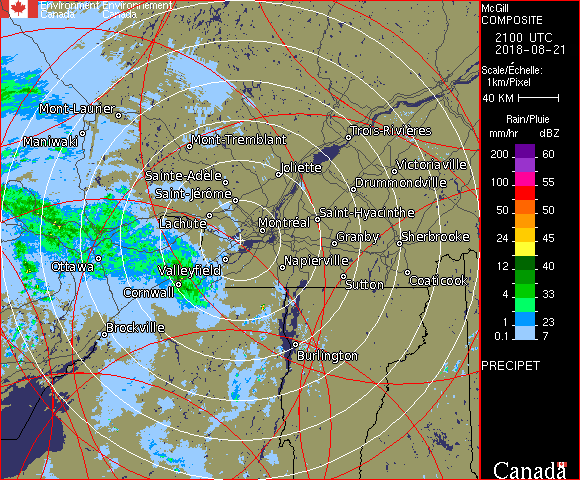 Environment Environnement
Canada Canada
McGill
COMPOSITE
2100 UTC
2018-08-21
Scale/Échelle:
1km/Pixel
40 KM
Rain/Pluie
mm/hr dBZ
200 60
65
100 55
50 50
24 45
12 40
4 33
1 23
0.1 7
PRECIPET
Canada
Mont-Laurier
Maniwaki
Mont-Tremblant
Trois-Rivières
Sainte-Adèle
Joliette
Victoriaville
Saint-Jérôme
Drummondville
Lachute
Montréal
Saint-Hyacinthe
Ottawa
Granby
Sherbrooke
Valleyfield
Napierville
Cornwall
Sutton
Coaticook
Brockville
Burlington